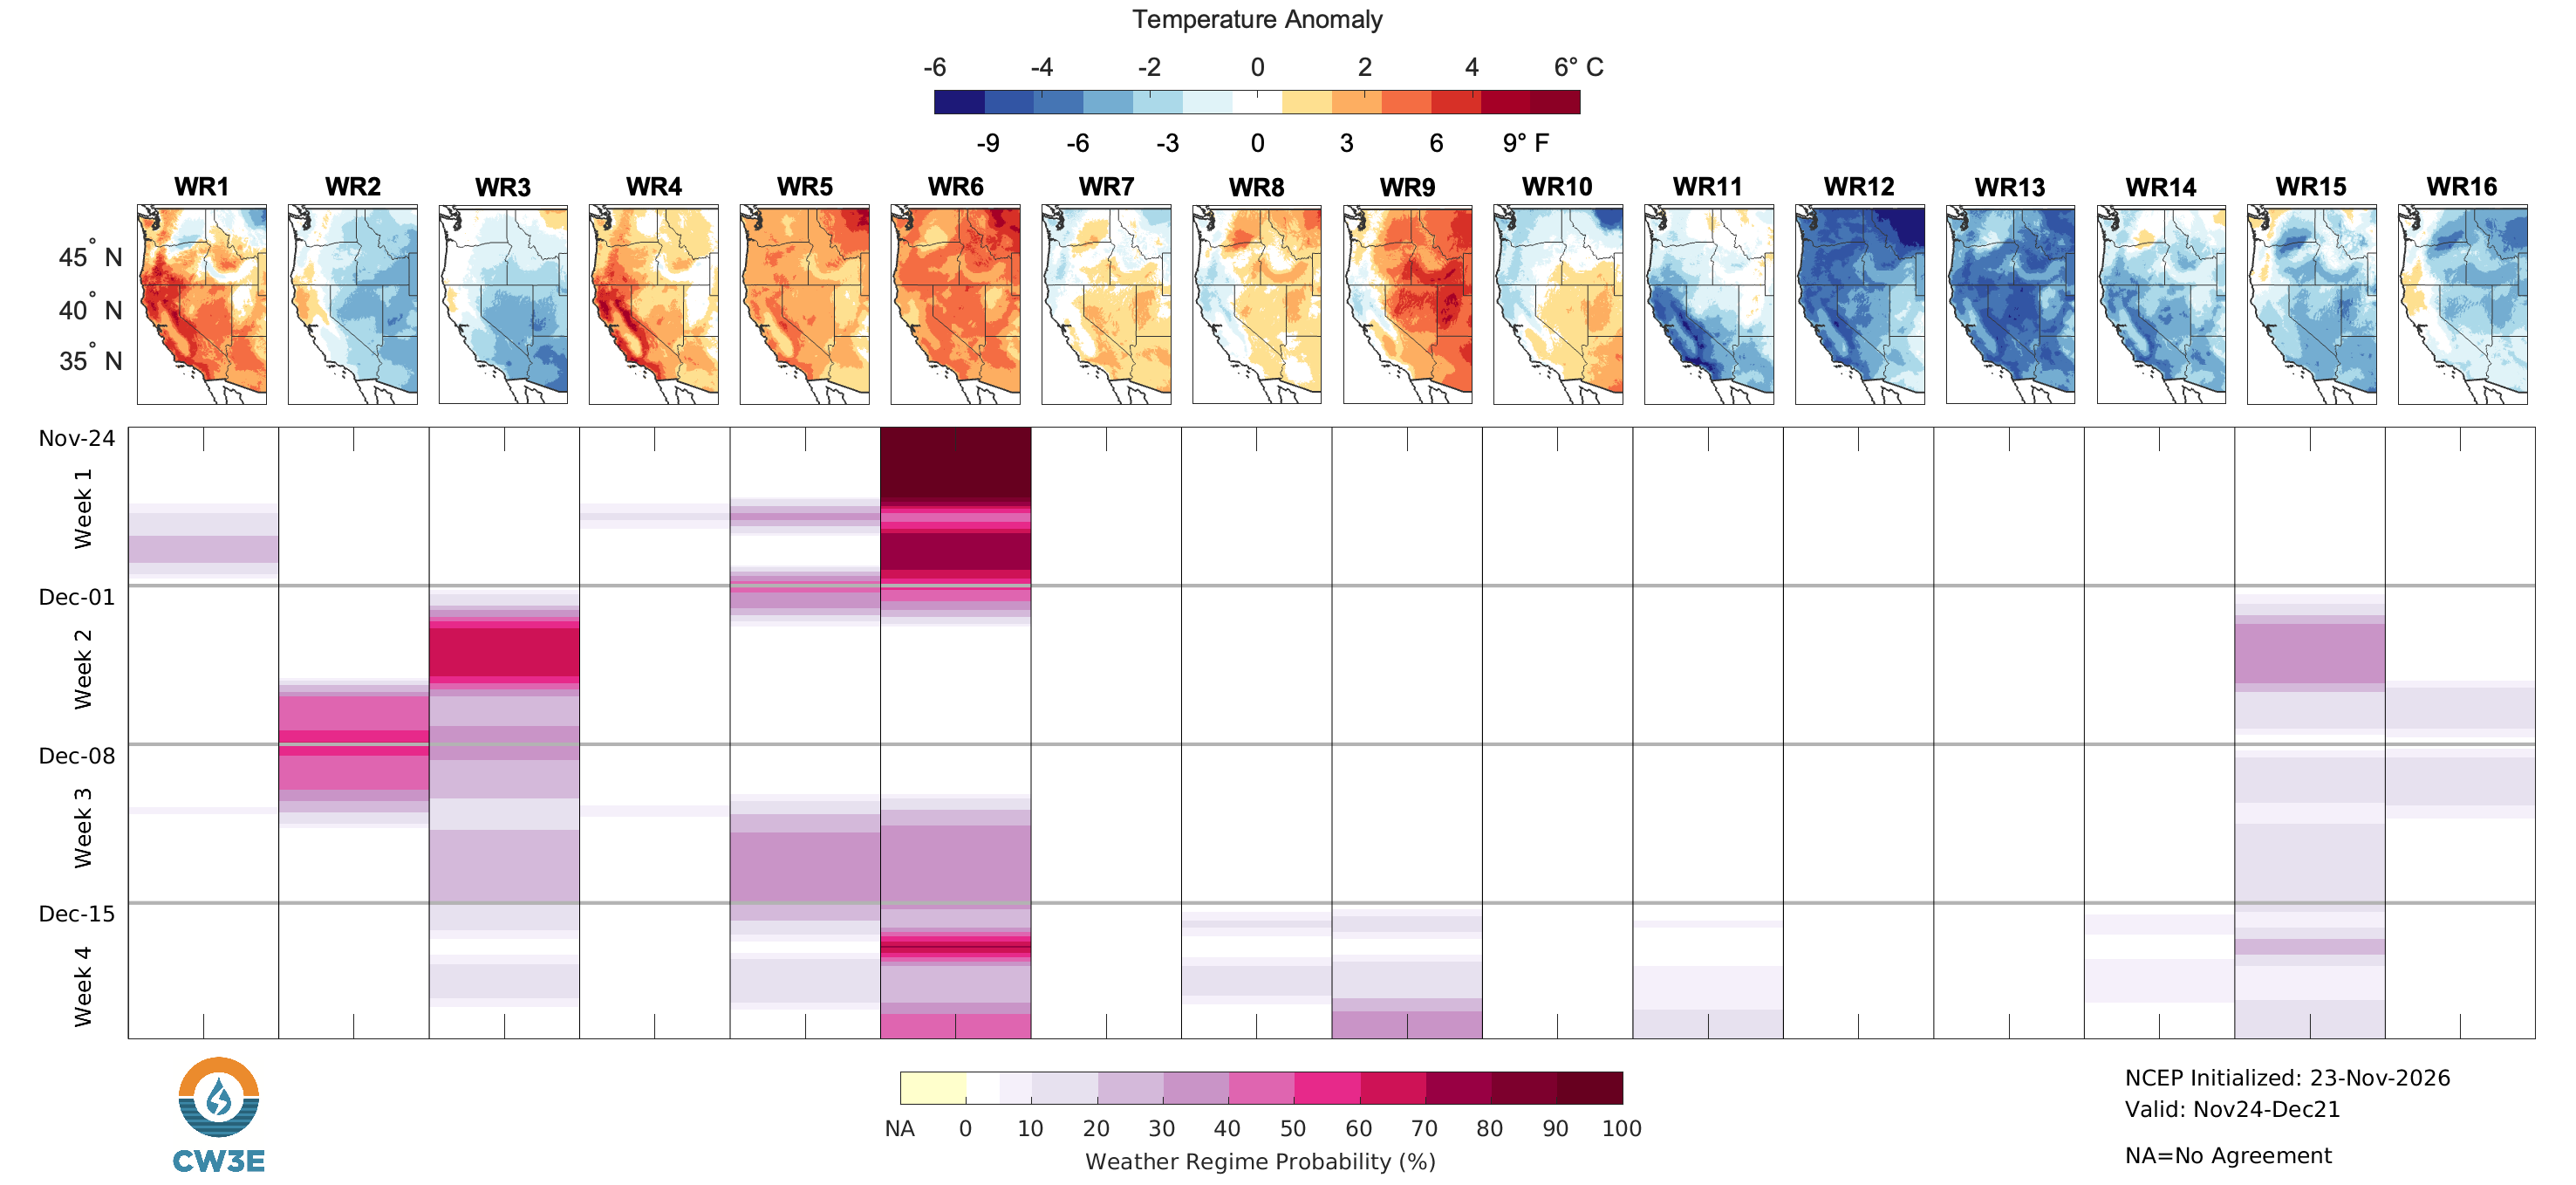 Temperature Anomaly
-6 -4 -2 0 2 4 6° C
-9 -6 -3 0 3 6 9° F
WR1 WR2 WR3 WR4 WR5 WR6 WR7 WR8 WR9 WR10 WR11 WR12 WR13 WR14 WR15 WR16
45° N
40° N
35° N
Nov-24
Week 1
Dec-01
Week 2
Dec-08
Week 3
Dec-15
Week 4
CW3E
NA 0 10 20 30 40 50 60 70 80 90 100
Weather Regime Probability (%)
NCEP Initialized: 23-Nov-2026
Valid: Nov24-Dec21
NA=No Agreement